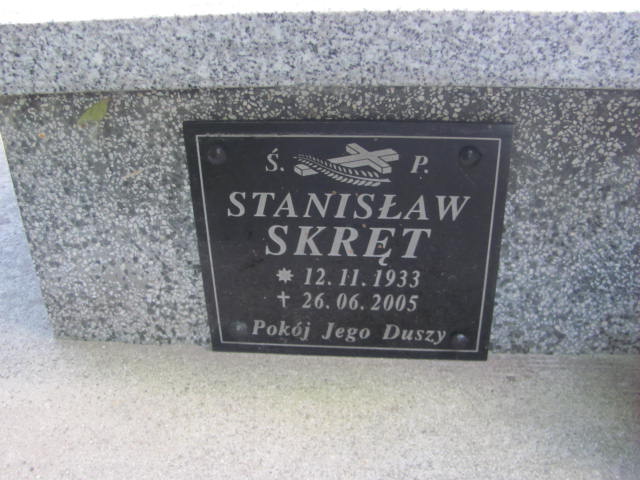 Ś. P.
STANISŁAW
SKRĘT
✷ 12.11.1933
✝ 26.06.2005
Pokój Jego Duszy